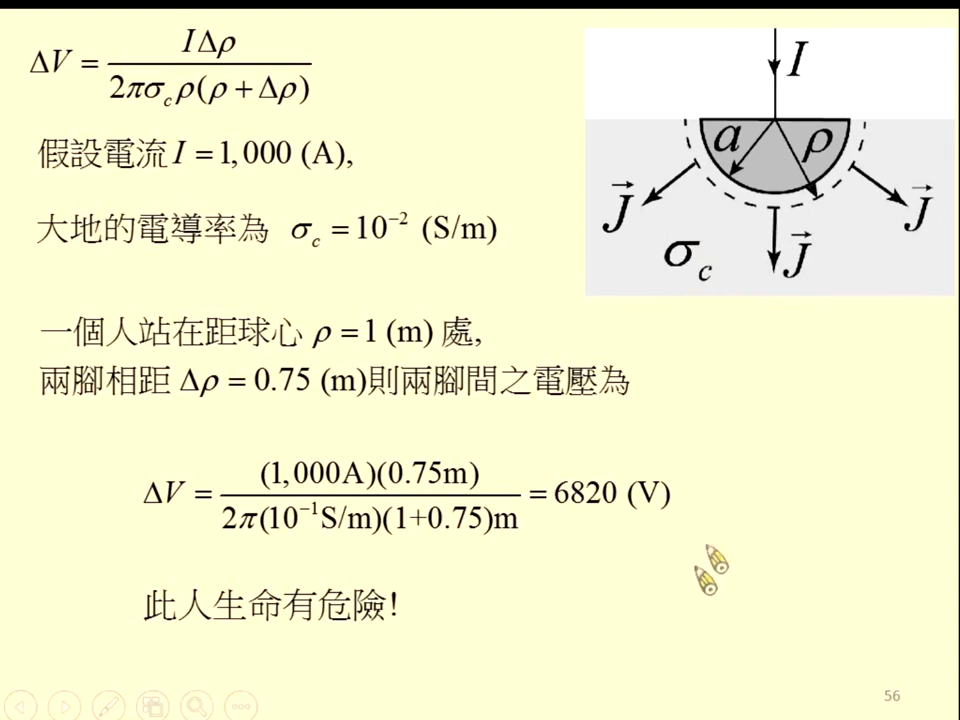 ΔV = IΔρ / 2πσ_c ρ(ρ + Δρ)
I
假設電流 I = 1,000 (A),
a ρ
大地的電導率為 σ_c = 10⁻² (S/m)
J⃗ J⃗ J⃗
σ_c
一個人站在距球心 ρ = 1 (m) 處,
兩腳相距 Δρ = 0.75 (m)則兩腳間之電壓為
ΔV = (1,000A)(0.75m) / 2π(10⁻¹S/m)(1+0.75)m = 6820 (V)
此人生命有危險!
56